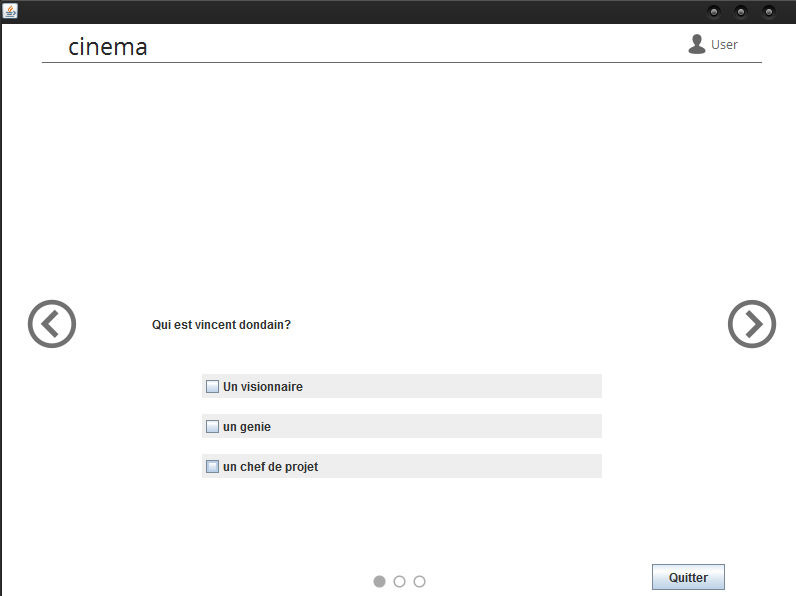 cinema
User
Qui est vincent dondain?
Un visionnaire
un genie
un chef de projet
Quitter